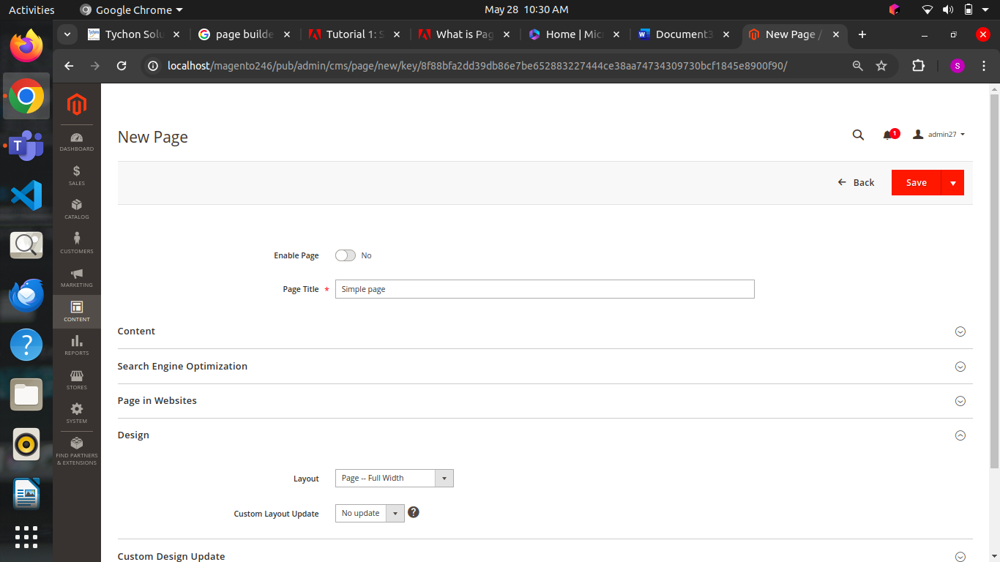 Activities Google Chrome May 28 10:30 AM
Tychon Solu page builde Tutorial 1: S What is Pag Home | Micr Document3 New Page /
localhost/magento246/pub/admin/cms/page/new/key/8f88bfa2dd39db86e7be652883227444ce38aa74734309730bcf1845e8900f90/ S
New Page
1 admin27
DASHBOARD
SALES
CATALOG
CUSTOMERS
MARKETING
CONTENT
REPORTS
STORES
SYSTEM
FIND PARTNERS
& EXTENSIONS
Back Save
Enable Page No
Page Title * Simple page
Content
Search Engine Optimization
Page in Websites
Design
Layout Page -- Full Width
Custom Layout Update No update ?
Custom Design Update